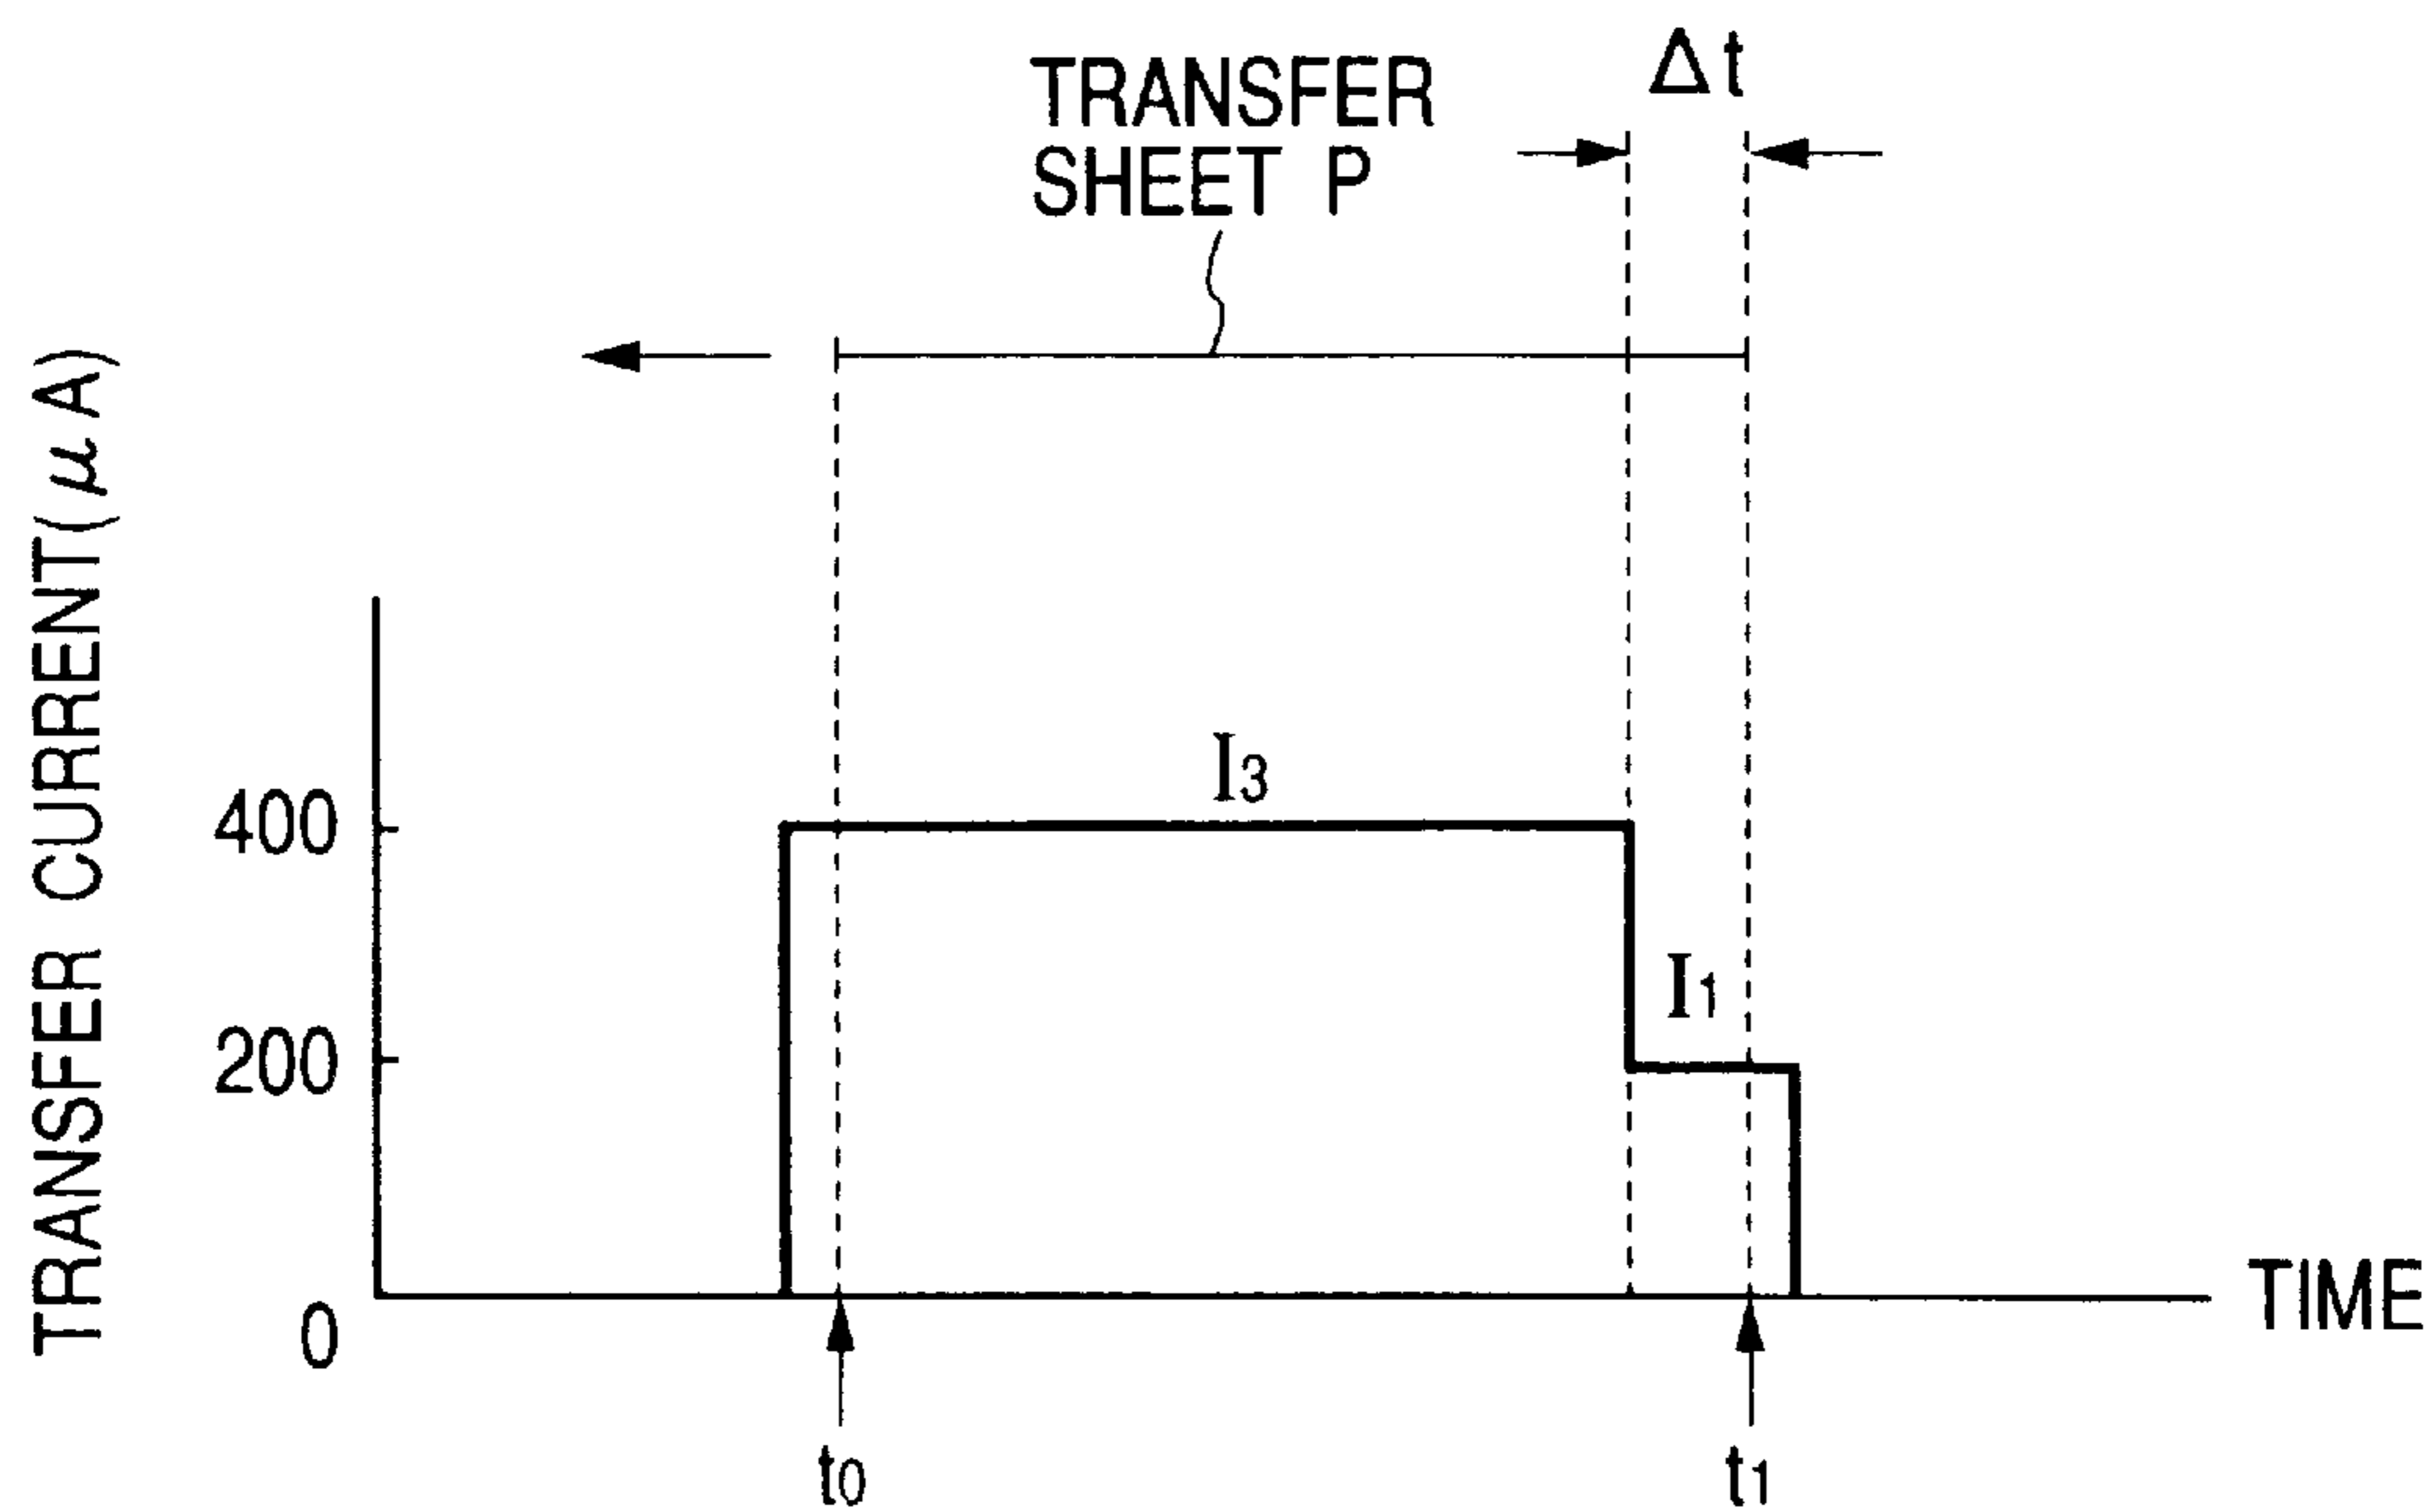 TRANSFER
SHEET P
Δt
TRANSFER CURRENT(μA)
I3
400
I1
200
0
TIME
t0
t1